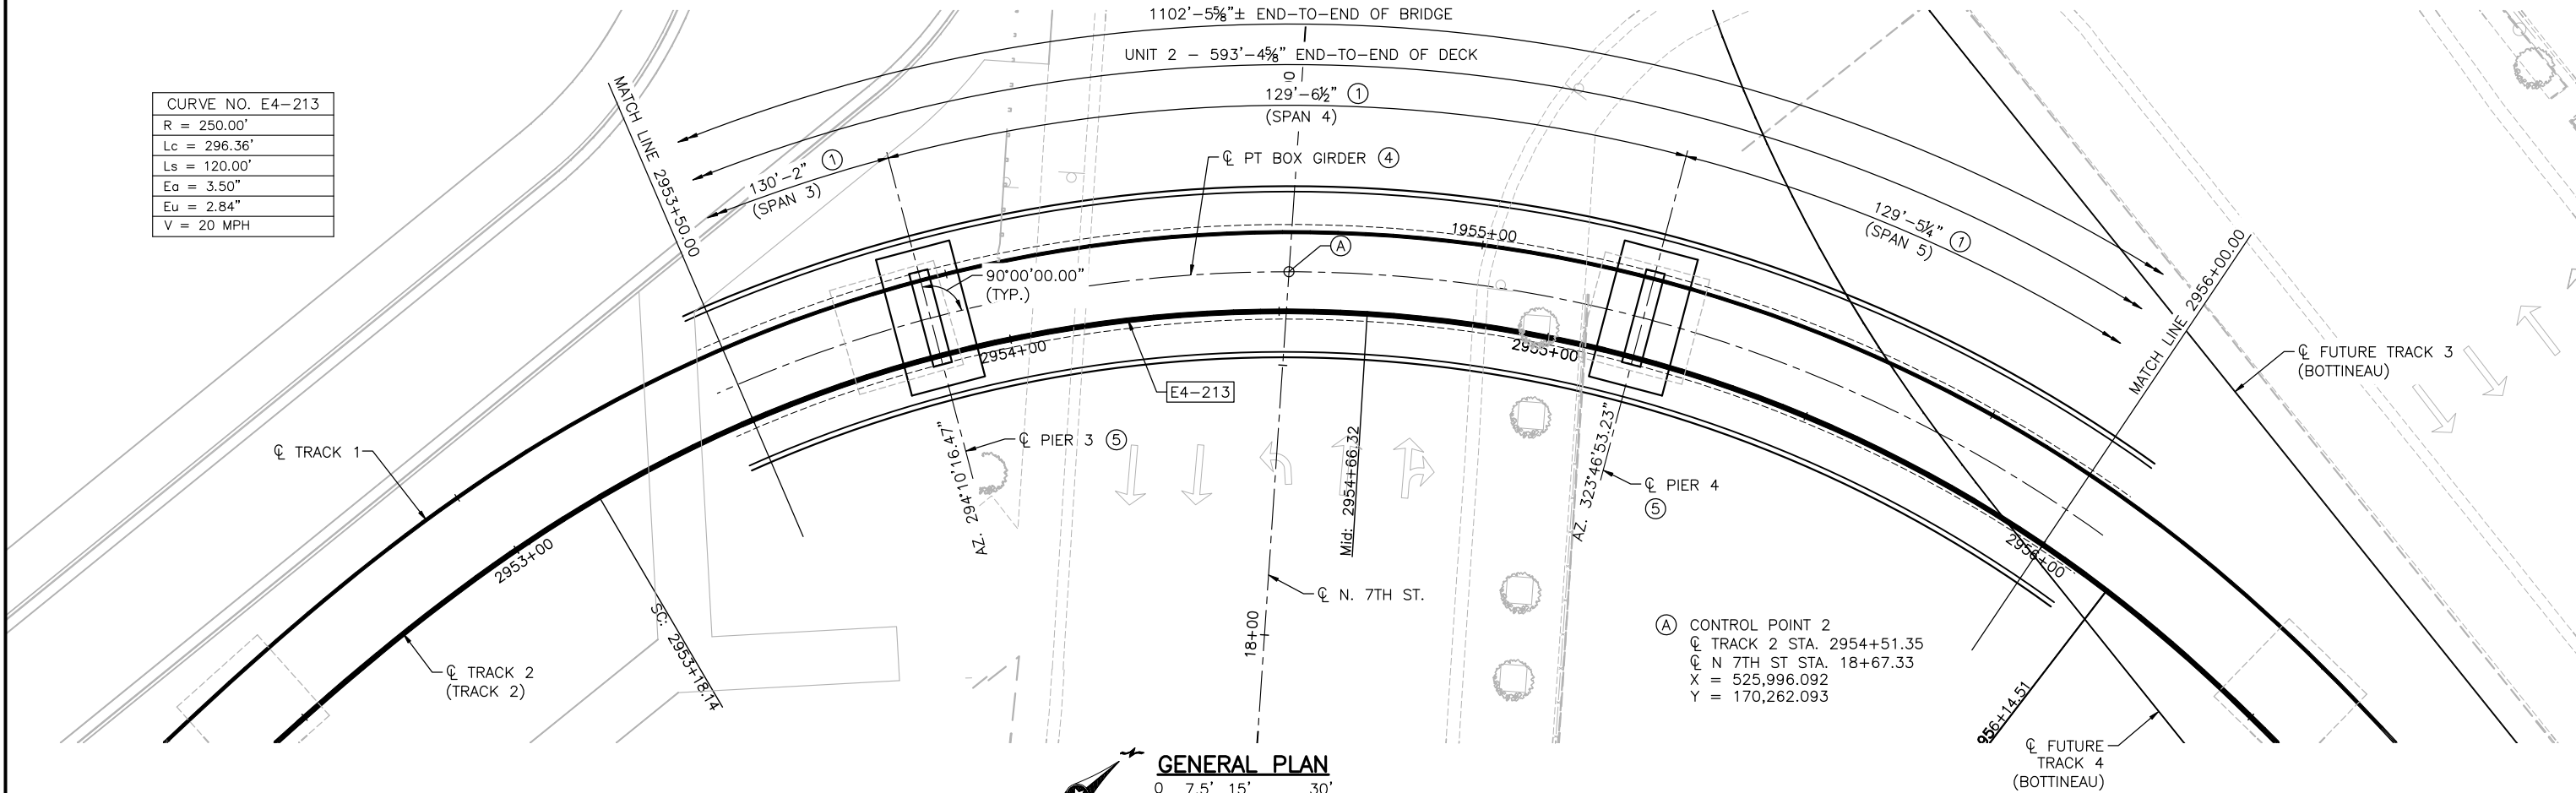 1102'-5⅝"± END-TO-END OF BRIDGE
UNIT 2 - 593'-4⅝" END-TO-END OF DECK
129'-6½" ①
(SPAN 4)
CURVE NO. E4-213
R = 250.00'
Lc = 296.36'
Ls = 120.00'
Ea = 3.50"
Eu = 2.84"
V = 20 MPH
MATCH LINE 2953+50.00
130'-2" ①
(SPAN 3)
℄ PT BOX GIRDER ④
129'-5¼" ①
(SPAN 5)
MATCH LINE 2956+00.00
1955+00
A
90°00'00.00"
(TYP.)
2954+00
2955+00
E4-213
℄ FUTURE TRACK 3
(BOTTINEAU)
℄ TRACK 1
℄ PIER 3 ⑤
AZ. 294°10'16.47"
Mid: 2954+66.32
AZ. 323°46'53.23"
℄ PIER 4
⑤
2953+00
2956+00
SC: 2953+18.14
℄ N. 7TH ST.
18+00
℄ TRACK 2
(TRACK 2)
Ⓐ CONTROL POINT 2
℄ TRACK 2 STA. 2954+51.35
℄ N 7TH ST STA. 18+67.33
X = 525,996.092
Y = 170,262.093
956+14.51
℄ FUTURE
TRACK 4
(BOTTINEAU)
GENERAL PLAN
0 7.5' 15' 30'